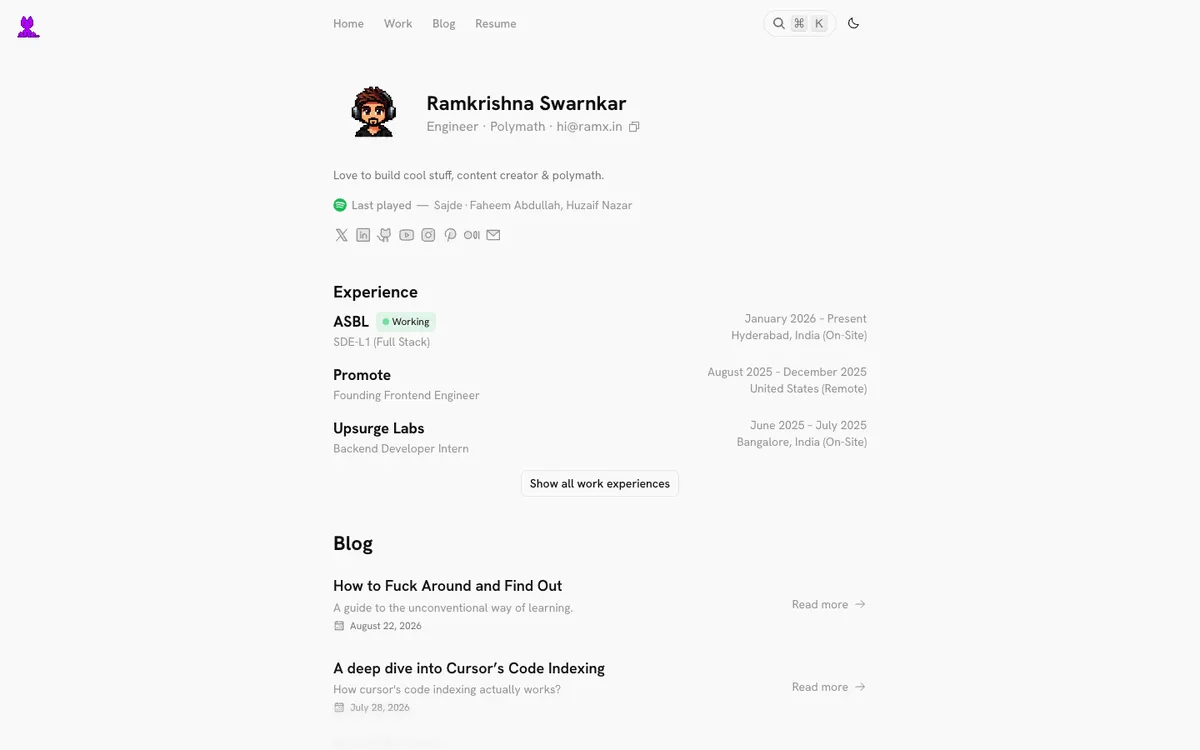 Home Work Blog Resume ⌘ K
Ramkrishna Swarnkar
Engineer · Polymath · hi@ramx.in
Love to build cool stuff, content creator & polymath.
Last played — Sajde · Faheem Abdullah, Huzaif Nazar
Experience
ASBL Working January 2026 – Present
SDE-L1 (Full Stack) Hyderabad, India (On-Site)
Promote August 2025 – December 2025
Founding Frontend Engineer United States (Remote)
Upsurge Labs June 2025 – July 2025
Backend Developer Intern Bangalore, India (On-Site)
Show all work experiences
Blog
How to Fuck Around and Find Out
A guide to the unconventional way of learning. Read more →
August 22, 2026
A deep dive into Cursor’s Code Indexing
How cursor's code indexing actually works? Read more →
July 28, 2026